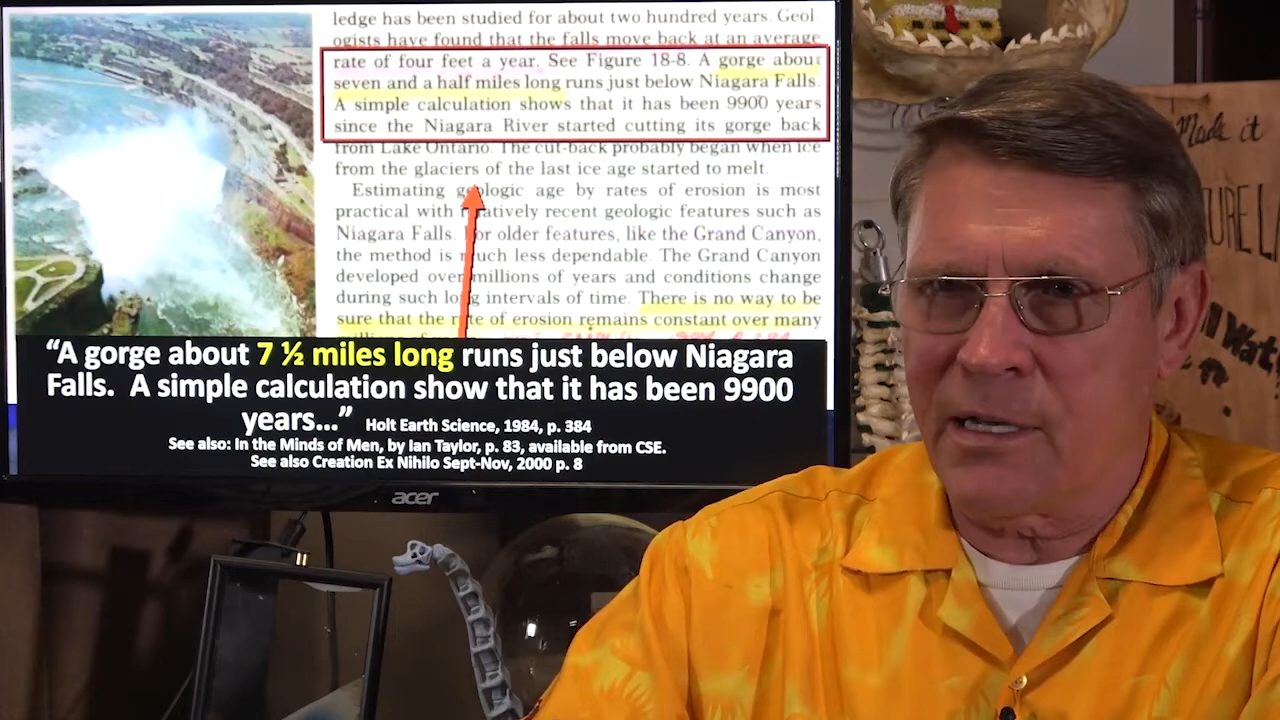 ledge has been studied for about two hundred years. Geol-
ogists have found that the falls move back at an average
rate of four feet a year. See Figure 18-8. A gorge about
seven and a half miles long runs just below Niagara Falls.
A simple calculation shows that it has been 9900 years
since the Niagara River started cutting its gorge back
from Lake Ontario. The cut-back probably began when ice
from the glaciers of the last ice age started to melt.
Estimating geologic age by rates of erosion is most
practical with relatively recent geologic features such as
Niagara Falls. For older features, like the Grand Canyon,
the method is much less dependable. The Grand Canyon
developed over millions of years and conditions change
during such long intervals of time. There is no way to be
sure that the rate of erosion remains constant over many
“A gorge about 7 ½ miles long runs just below Niagara
Falls. A simple calculation show that it has been 9900
years…” Holt Earth Science, 1984, p. 384
See also: In the Minds of Men, by Ian Taylor, p. 83, available from CSE.
See also Creation Ex Nihilo Sept-Nov, 2000 p. 8
acer
Made it